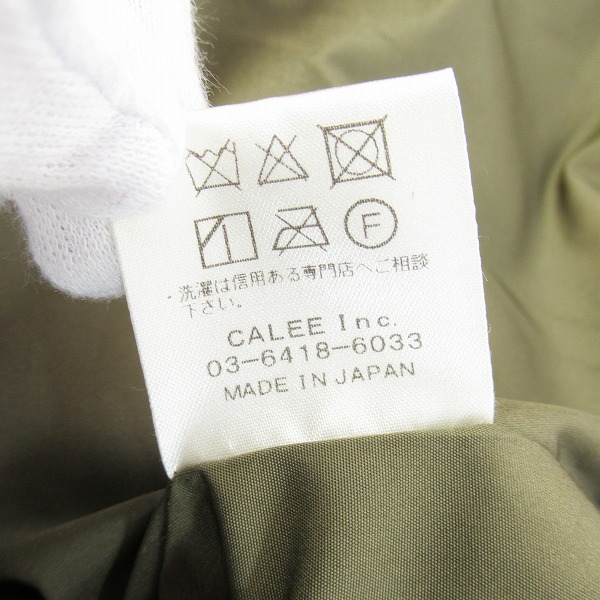 F
・洗濯は信用ある専門店へご相談
下さい。
CALEE Inc.
03-6418-6033
MADE IN JAPAN